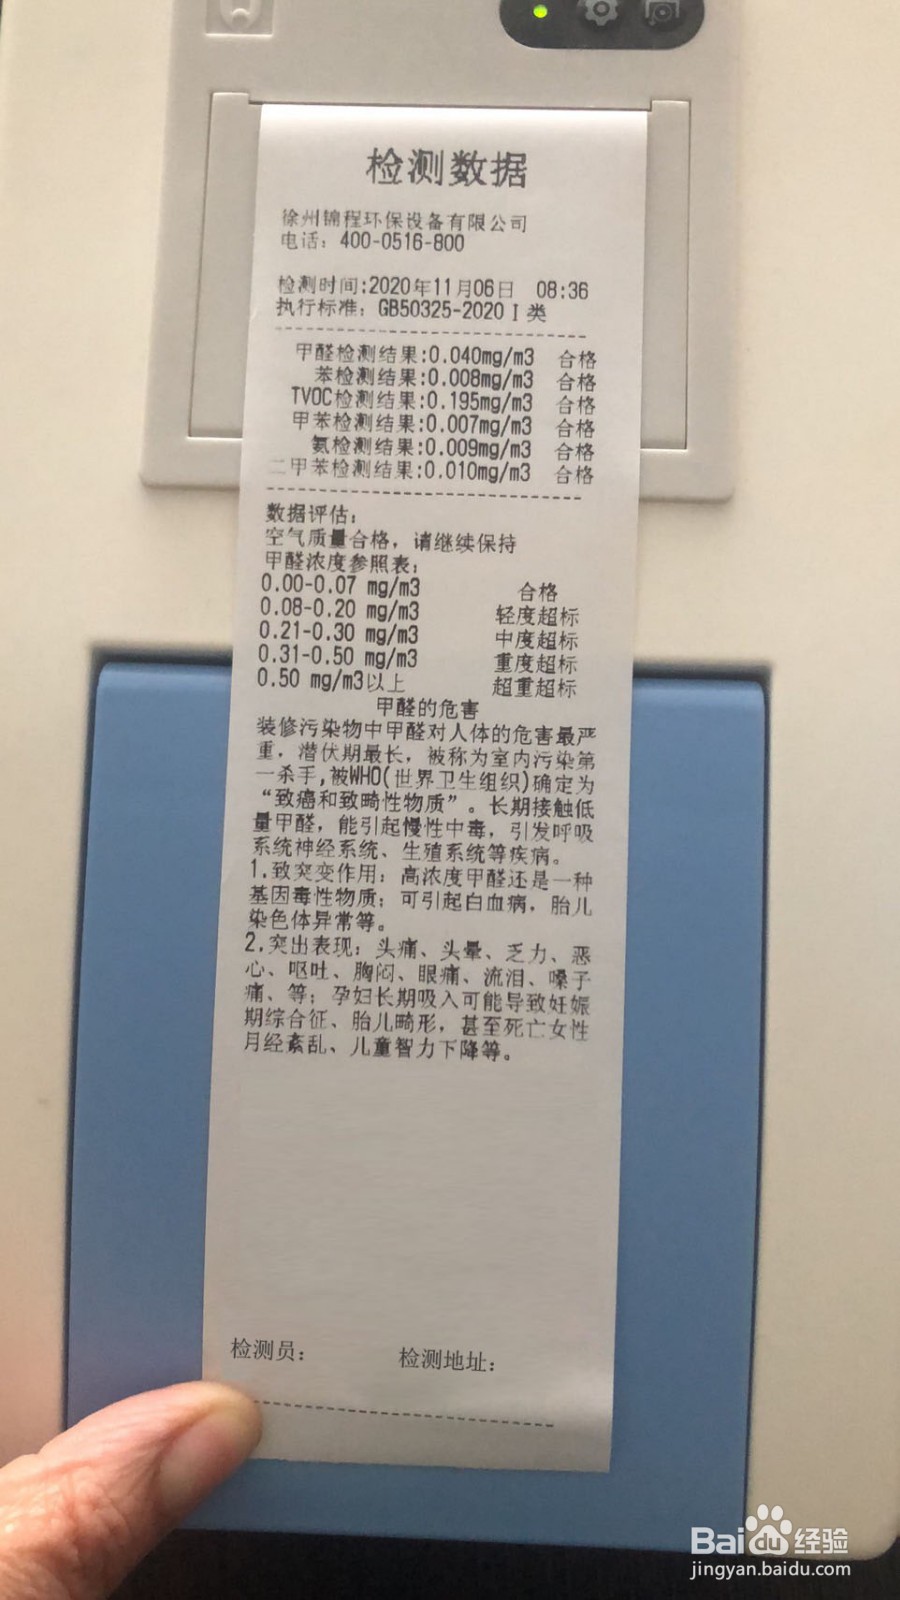 检测数据
徐州锦程环保设备有限公司
电话：400-0516-800
检测时间:2020年11月06日 08:36
执行标准：GB50325-2020Ⅰ类
甲醛检测结果:0.040mg/m3 合格
苯检测结果:0.008mg/m3 合格
TVOC检测结果:0.195mg/m3 合格
甲苯检测结果:0.007mg/m3 合格
氨检测结果:0.009mg/m3 合格
二甲苯检测结果:0.010mg/m3 合格
数据评估：
空气质量合格，请继续保持
甲醛浓度参照表：
0.00-0.07 mg/m3 合格
0.08-0.20 mg/m3 轻度超标
0.21-0.30 mg/m3 中度超标
0.31-0.50 mg/m3 重度超标
0.50 mg/m3以上 超重超标
甲醛的危害
装修污染物中甲醛对人体的危害最严
重．潜伏期最长，被称为室内污染第
一杀手,被WHO(世界卫生组织)确定为
“致癌和致畸性物质”。长期接触低
量甲醛，能引起慢性中毒，引发呼吸
系统神经系统、生殖系统等疾病。
1.致突变作用：高浓度甲醛还是一种
基因毒性物质；可引起白血病，胎儿
染色体异常等。
2.突出表现：头痛、头晕、乏力、恶
心、呕吐、胸闷、眼痛、流泪、嗓子
痛、等；孕妇长期吸入可能导致妊娠
期综合征、胎儿畸形，甚至死亡女性
月经紊乱、儿童智力下降等。
检测员： 检测地址：
Baidu经验
jingyan.baidu.com